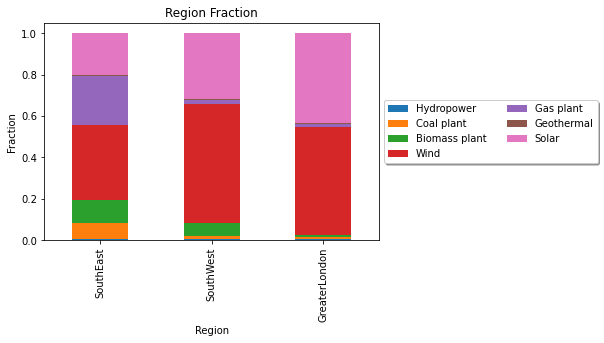 Region Fraction
1.0
0.8
0.6
0.4
0.2
0.0
Fraction
SouthEast
SouthWest
GreaterLondon
Region
Hydropower
Coal plant
Biomass plant
Wind
Gas plant
Geothermal
Solar